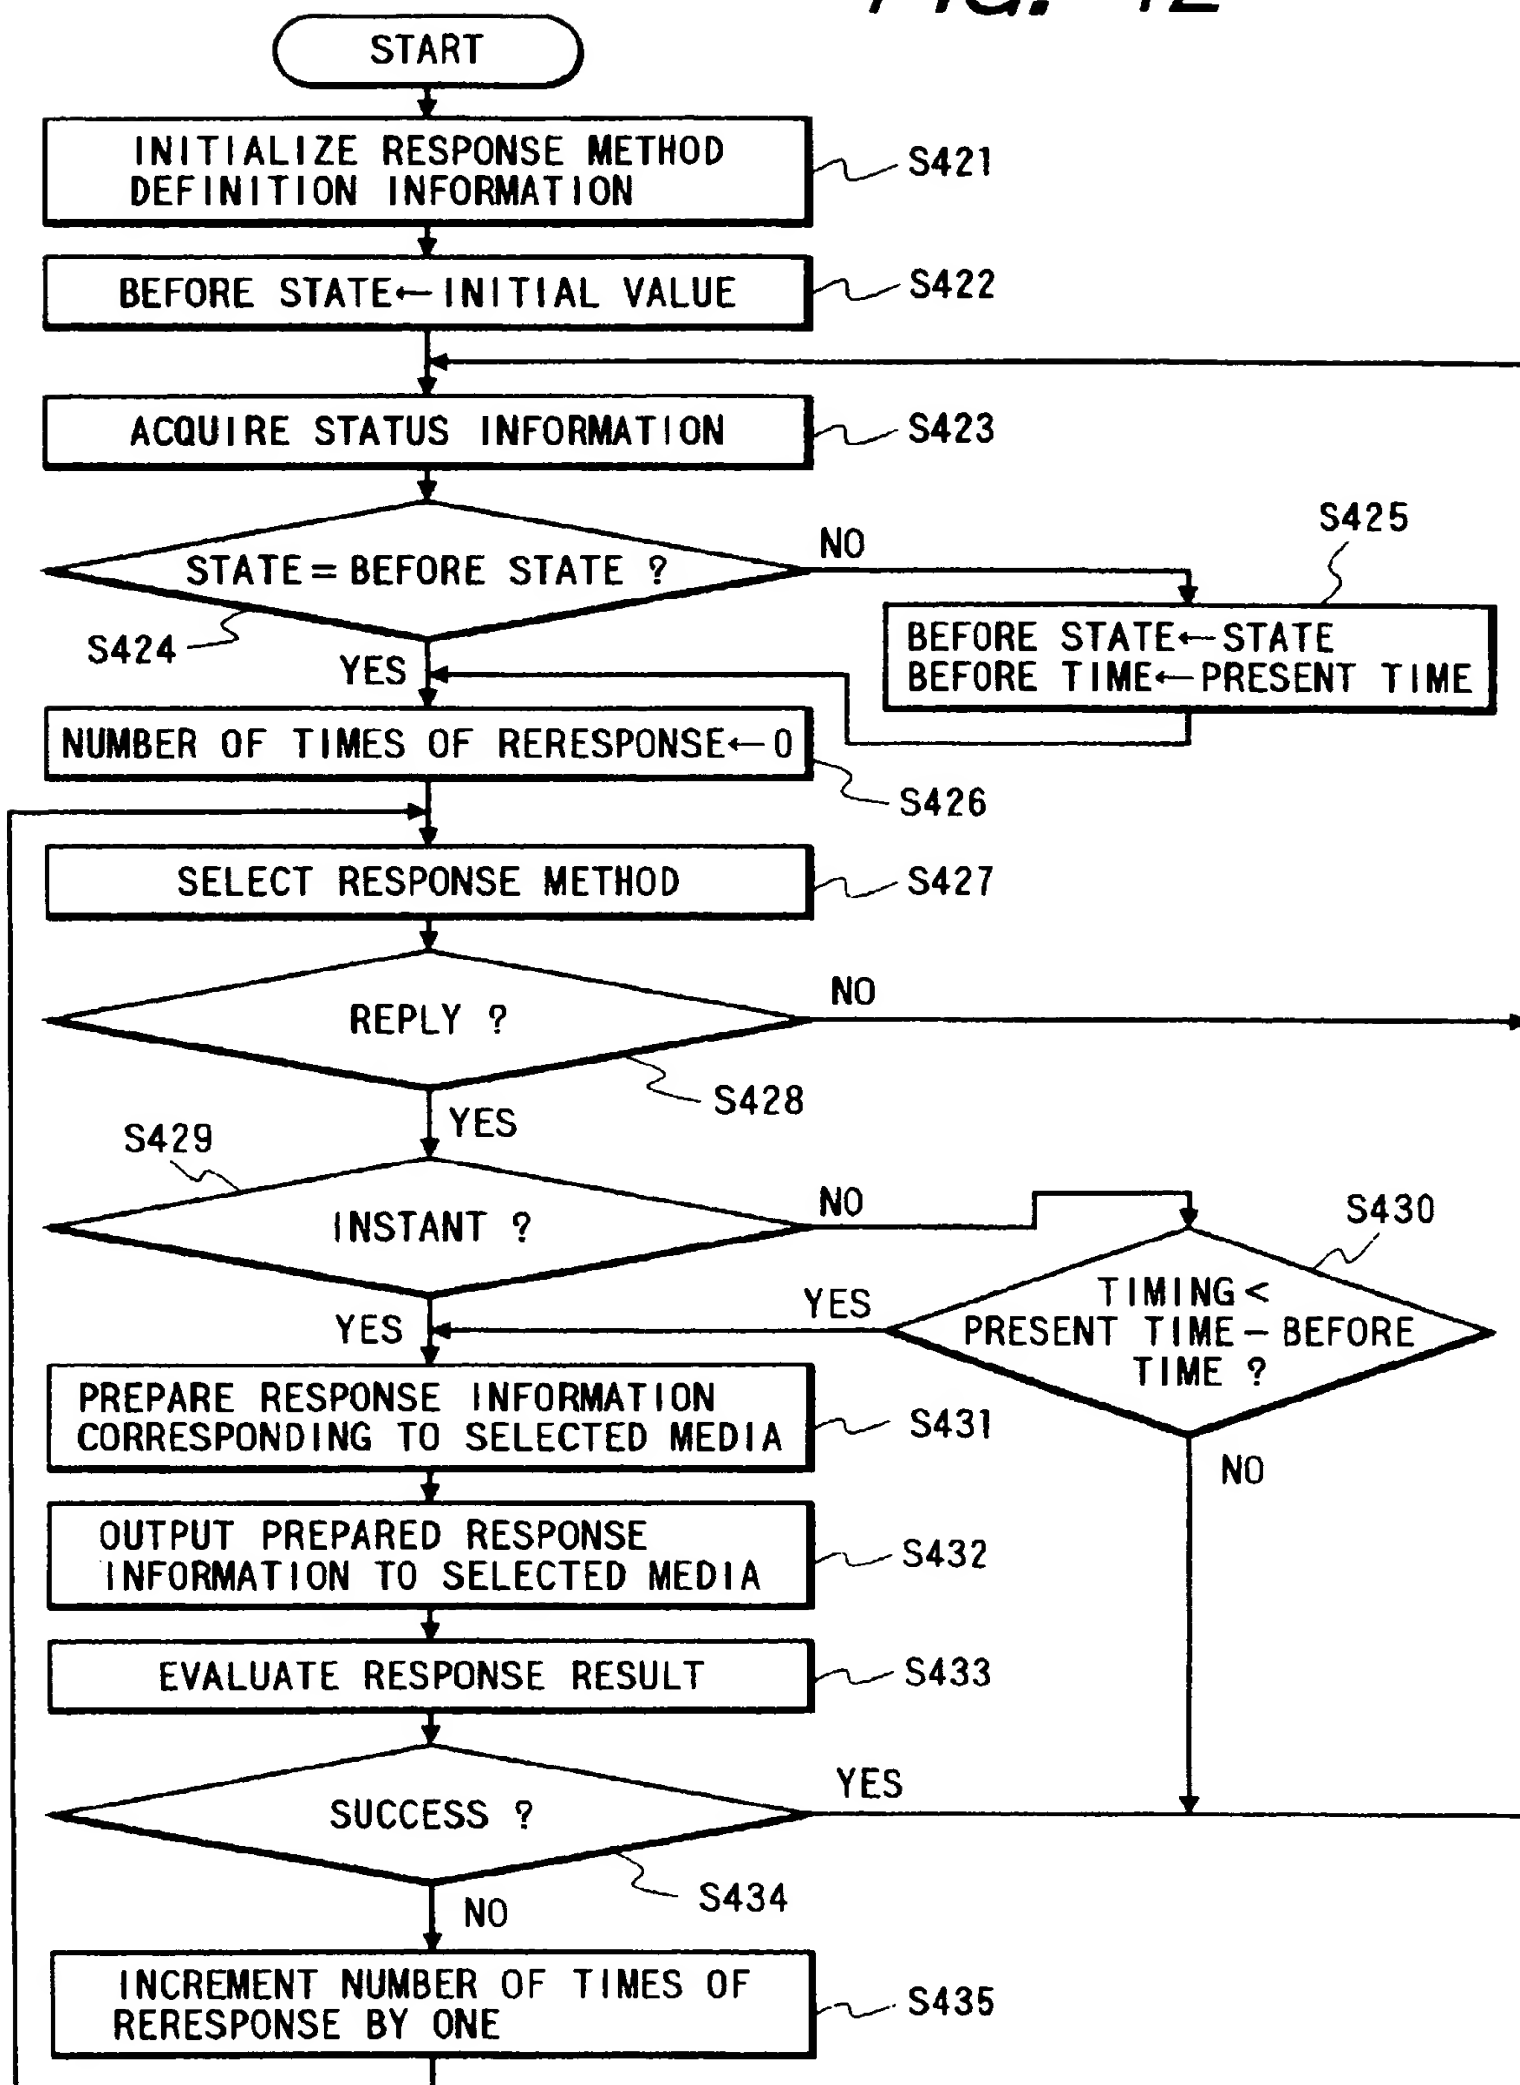 START
INITIALIZE RESPONSE METHOD
DEFINITION INFORMATION
S421
BEFORE STATE←INITIAL VALUE
S422
ACQUIRE STATUS INFORMATION
S423
STATE=BEFORE STATE ?
NO
S424
YES
S425
BEFORE STATE←STATE
BEFORE TIME←PRESENT TIME
NUMBER OF TIMES OF RERESPONSE←0
S426
SELECT RESPONSE METHOD
S427
REPLY ?
NO
S428
YES
S429
INSTANT ?
NO
YES
S430
TIMING<
PRESENT TIME-BEFORE
TIME ?
YES
NO
PREPARE RESPONSE INFORMATION
CORRESPONDING TO SELECTED MEDIA
S431
OUTPUT PREPARED RESPONSE
INFORMATION TO SELECTED MEDIA
S432
EVALUATE RESPONSE RESULT
S433
SUCCESS ?
YES
S434
NO
INCREMENT NUMBER OF TIMES OF
RERESPONSE BY ONE
S435